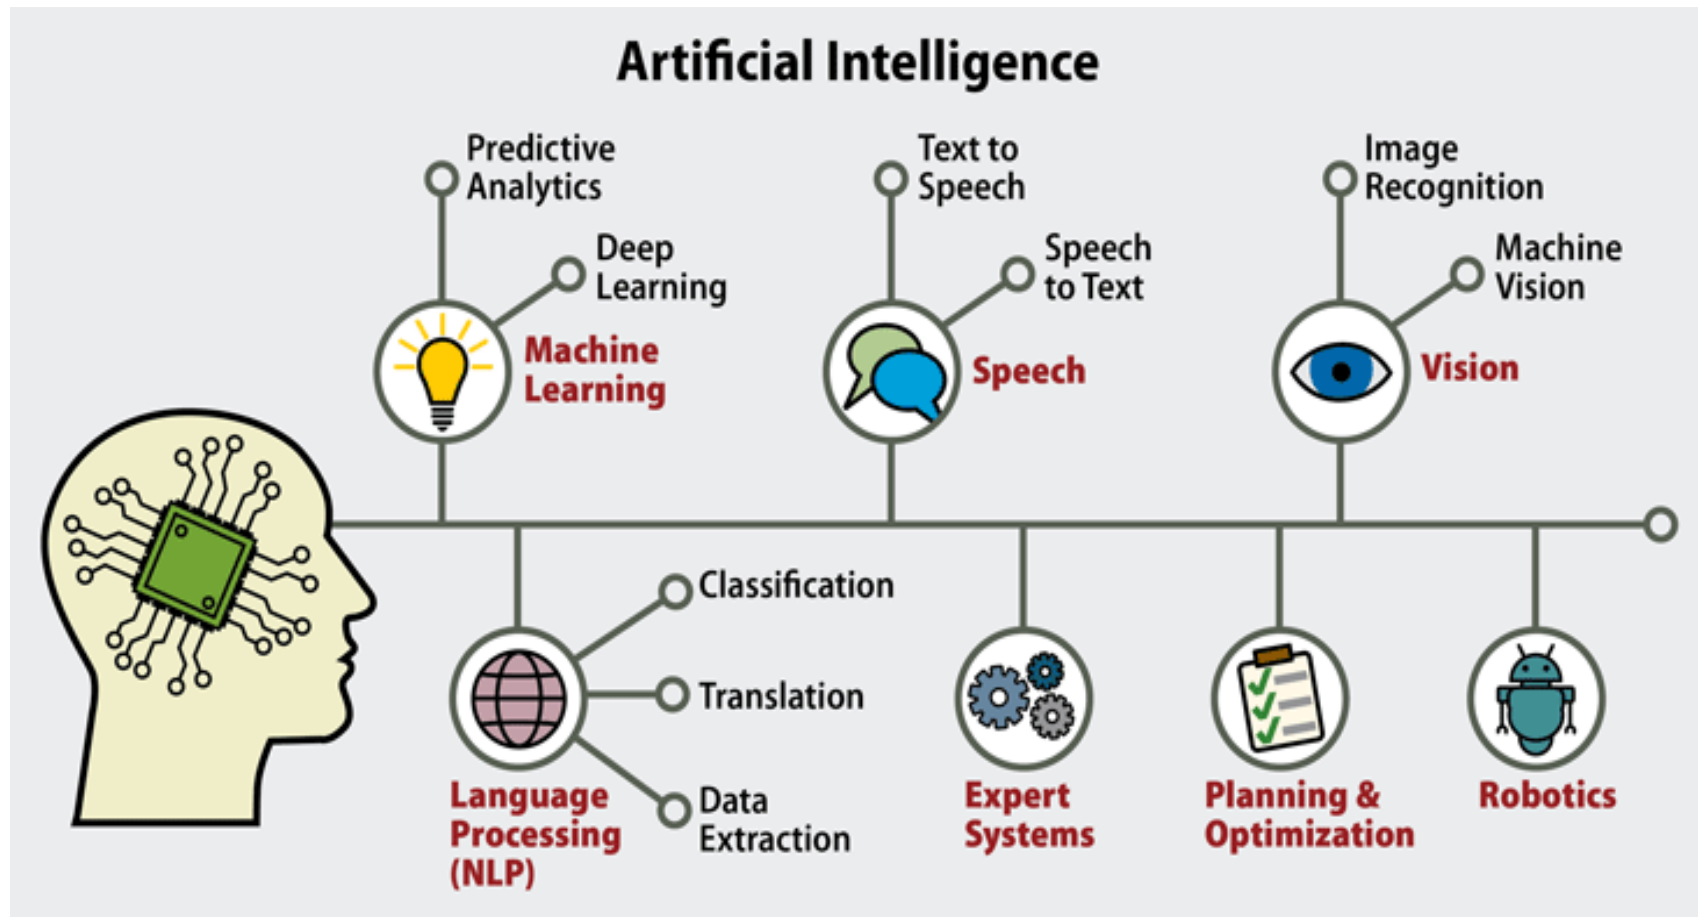 Artificial Intelligence
Predictive
Analytics
Deep
Learning
Machine
Learning
Text to
Speech
Speech
to Text
Speech
Image
Recognition
Machine
Vision
Vision
Classification
Translation
Data
Extraction
Language
Processing
(NLP)
Expert
Systems
Planning &
Optimization
Robotics